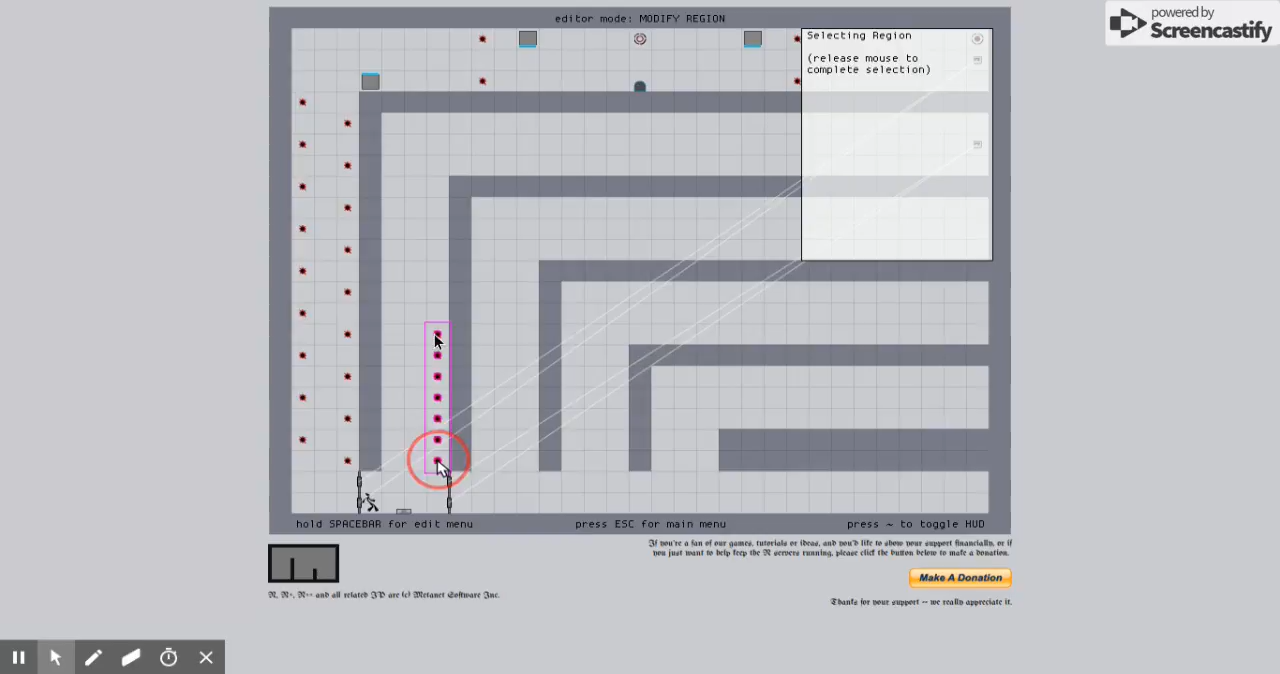 powered by
Screencastify
editor mode: MODIFY REGION
Selecting Region
(release mouse to
complete selection)
hold SPACEBAR for edit menu
press ESC for main menu
press ~ to toggle HUD
If you're a fan of our games, tutorials or ideas, and you'd like to show your support financially, or if
you just want to help keep the N servers running, please click the button below to make a donation.
Make A Donation
N, N+, N++ and all related IP are (c) Metanet Software Inc.
Thanks for your support -- we really appreciate it.